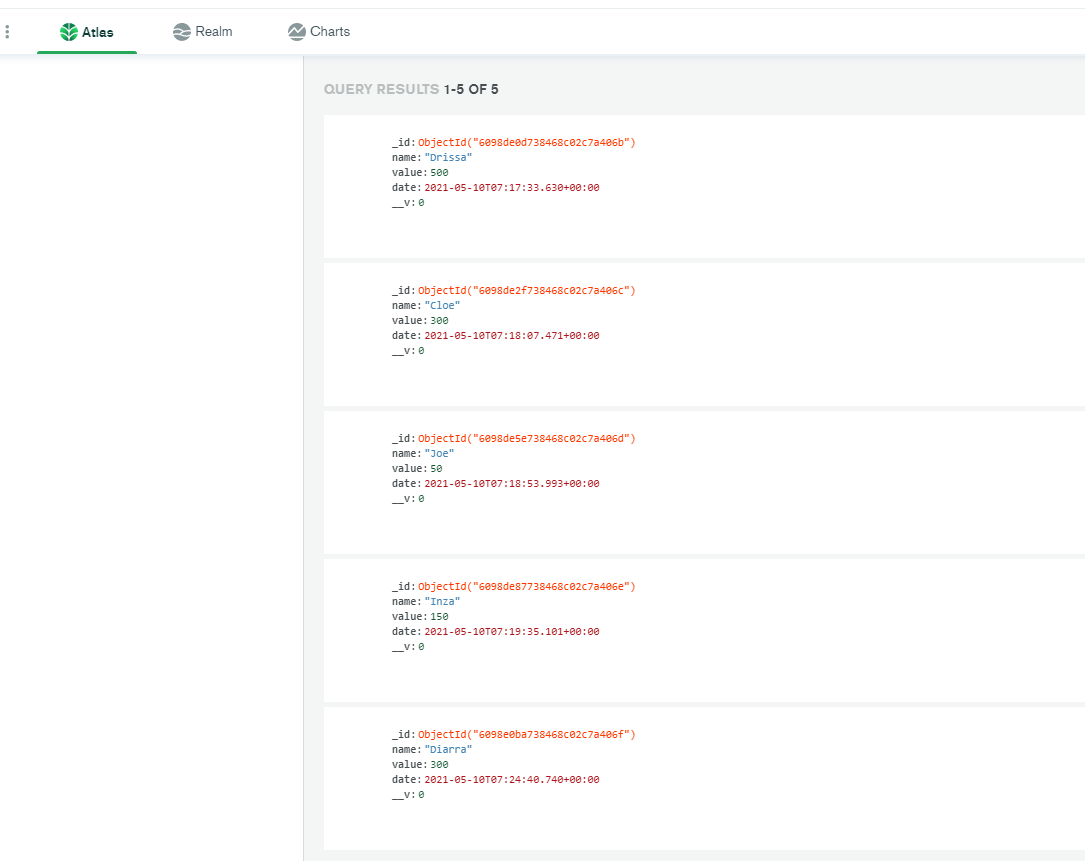 Atlas Realm Charts
QUERY RESULTS 1-5 OF 5
_id: ObjectId("6098de0d738468c02c7a406b")
name: "Drissa"
value: 500
date: 2021-05-10T07:17:33.630+00:00
__v: 0
_id: ObjectId("6098de2f738468c02c7a406c")
name: "Cloe"
value: 300
date: 2021-05-10T07:18:07.471+00:00
__v: 0
_id: ObjectId("6098de5e738468c02c7a406d")
name: "Joe"
value: 50
date: 2021-05-10T07:18:53.993+00:00
__v: 0
_id: ObjectId("6098de87738468c02c7a406e")
name: "Inza"
value: 150
date: 2021-05-10T07:19:35.101+00:00
__v: 0
_id: ObjectId("6098e0ba738468c02c7a406f")
name: "Diarra"
value: 300
date: 2021-05-10T07:24:40.740+00:00
__v: 0